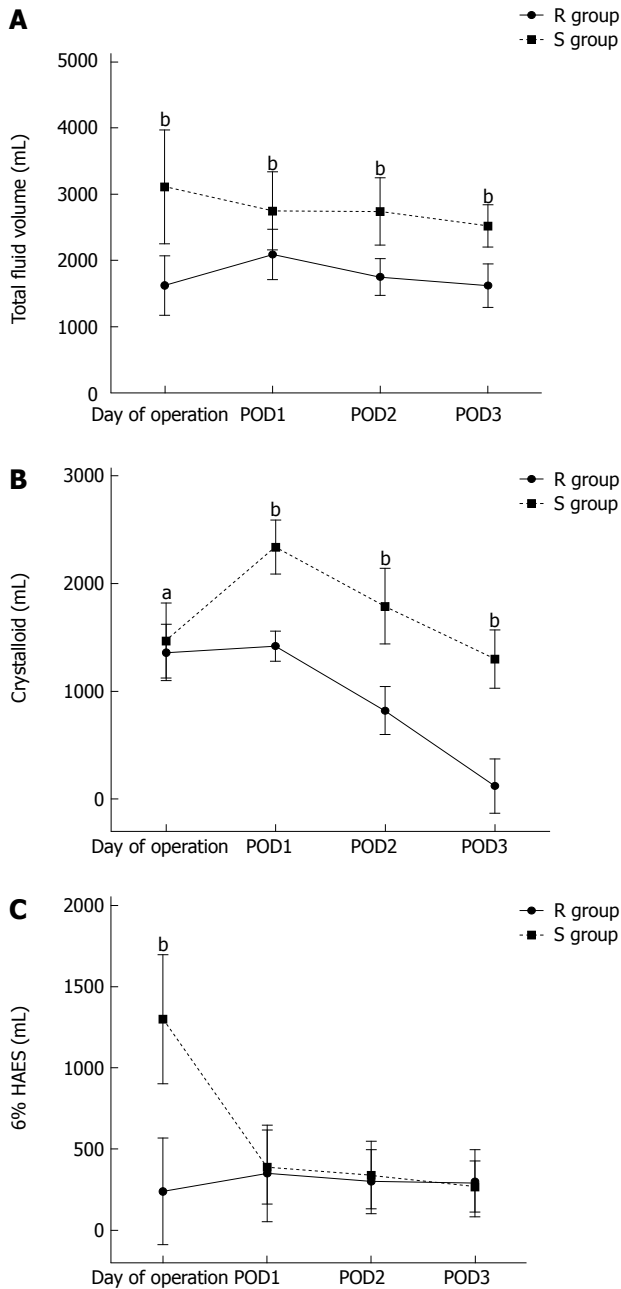 A
R group
S group
Total fluid volume (mL)
5000
4000
3000
2000
1000
0
b
b
b
b
Day of operation POD1 POD2 POD3
B
R group
S group
Crystalloid (mL)
3000
2000
1000
0
a
b
b
b
Day of operation POD1 POD2 POD3
C
R group
S group
6% HAES (mL)
2000
1500
1000
500
0
b
Day of operation POD1 POD2 POD3